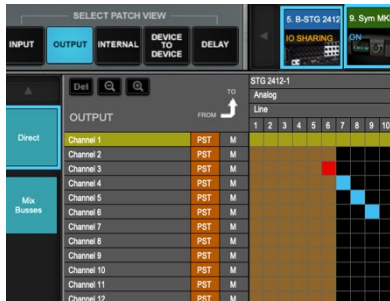 SELECT PATCH VIEW
INPUT
OUTPUT
INTERNAL
DEVICE
TO
DEVICE
DELAY
5. B-STG 2412
IO SHARING
9. Sym MK
ON
Del
TO
OUTPUT
FROM
STG 2412-1
Analog
Line
1 2 3 4 5 6 7 8 9 10
Direct
Mix
Busses
Channel 1 PST M
Channel 2 PST M
Channel 3 PST M
Channel 4 PST M
Channel 5 PST M
Channel 6 PST M
Channel 7 PST M
Channel 8 PST M
Channel 9 PST M
Channel 10 PST M
Channel 11 PST M
Channel 12 PST M